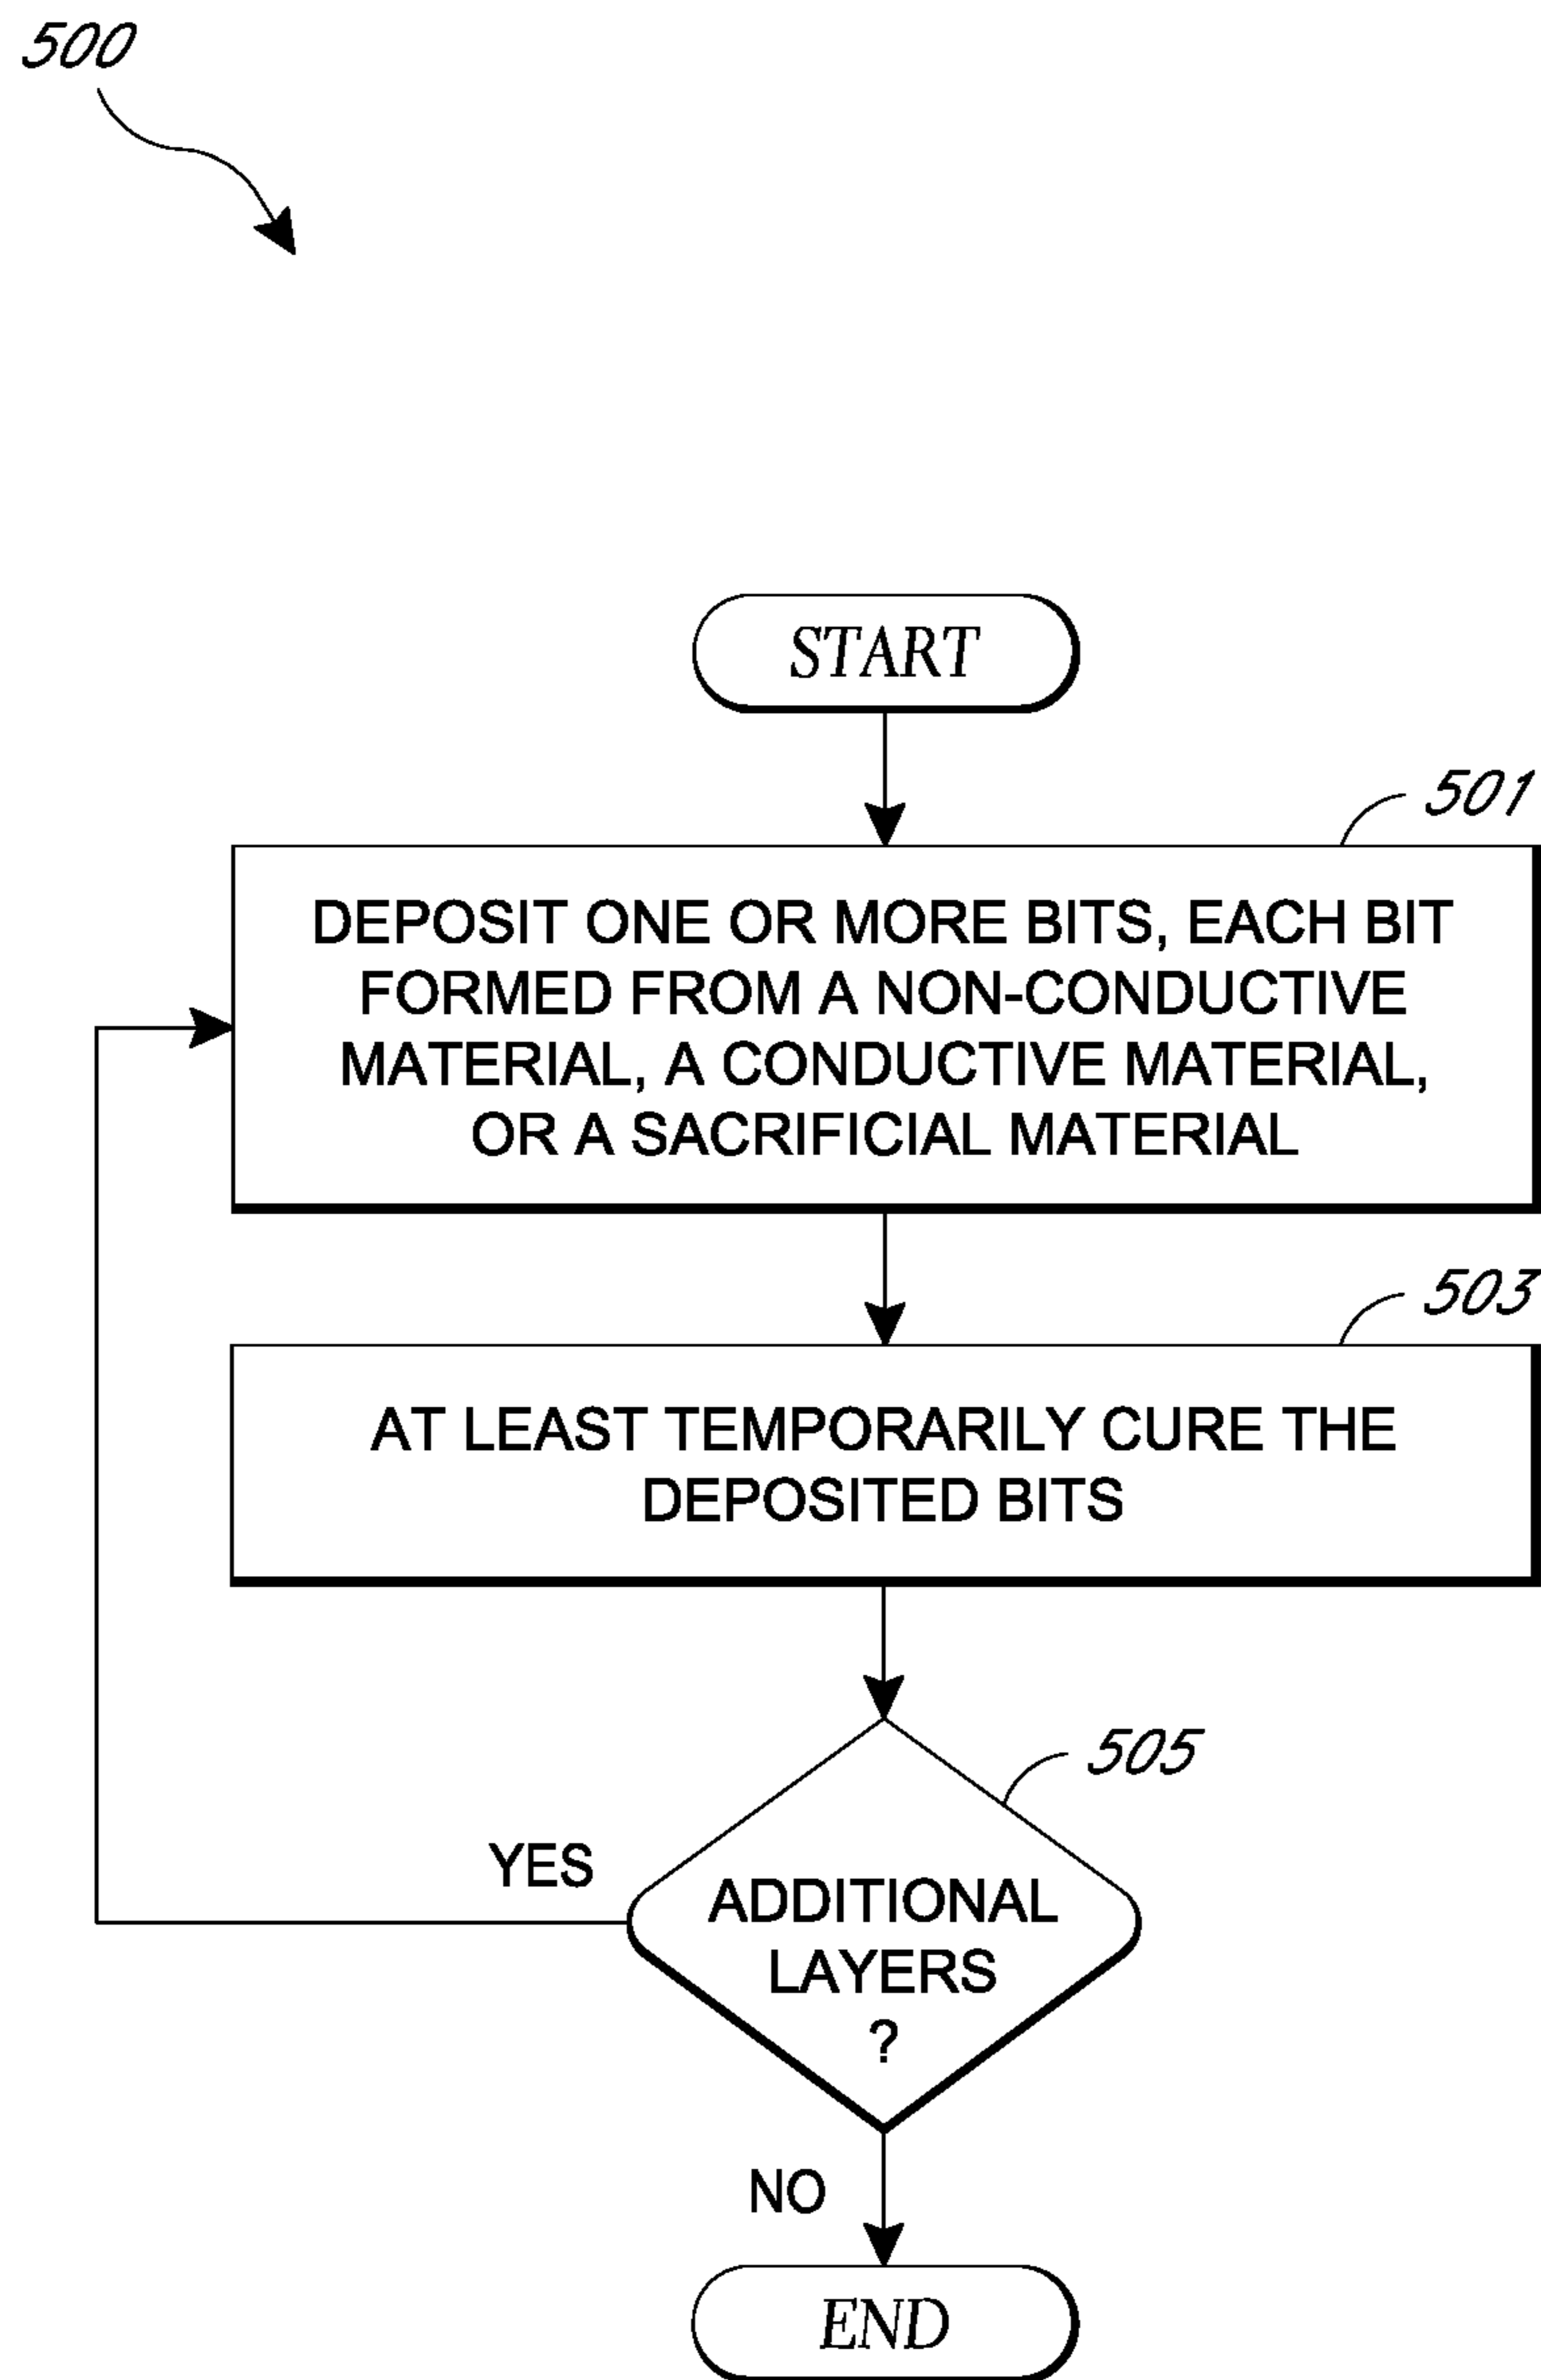 500
START
501
DEPOSIT ONE OR MORE BITS, EACH BIT
FORMED FROM A NON-CONDUCTIVE
MATERIAL, A CONDUCTIVE MATERIAL,
OR A SACRIFICIAL MATERIAL
503
AT LEAST TEMPORARILY CURE THE
DEPOSITED BITS
505
YES
ADDITIONAL
LAYERS
?
NO
END